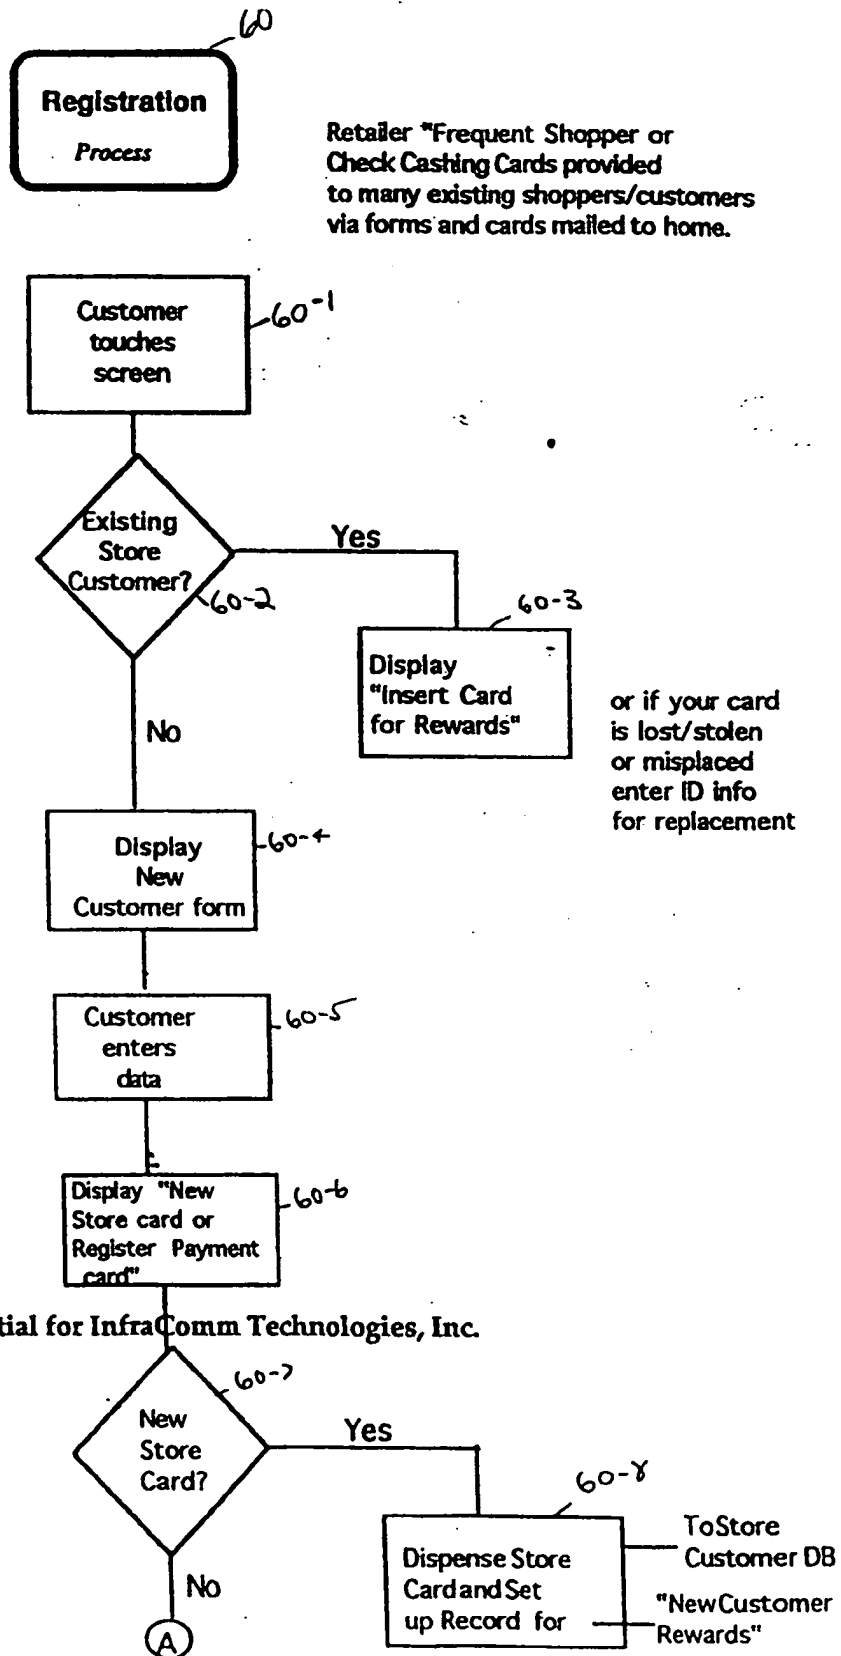 60
Registration
Process
Retailer "Frequent Shopper or
Check Cashing Cards provided
to many existing shoppers/customers
via forms and cards mailed to home.
Customer
touches
screen
60-1
Existing
Store
Customer?
60-2
Yes
60-3
Display
"Insert Card
for Rewards"
or if your card
is lost/stolen
or misplaced
enter ID info
for replacement
No
Display
New
Customer form
60-4
Customer
enters
data
60-5
Display "New
Store card or
Register Payment
card"
60-6
tial for InfraComm Technologies, Inc.
60-7
New
Store
Card?
Yes
60-8
Dispense Store
Card and Set
up Record for
To Store
Customer DB
"New Customer
Rewards"
No
A